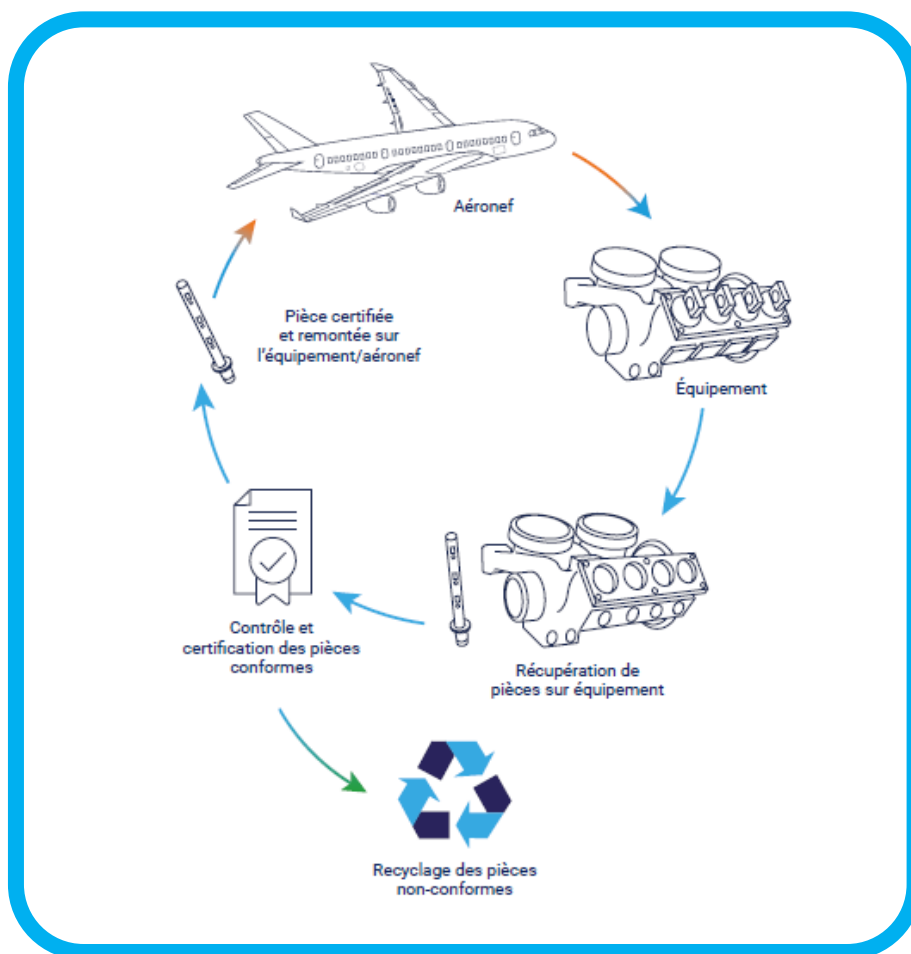 Aéronef
Équipement
Pièce certifiée
et remontée sur
l'équipement/aéronef
Contrôle et
certification des pièces
conformes
Récupération de
pièces sur équipement
Recyclage des pièces
non-conformes